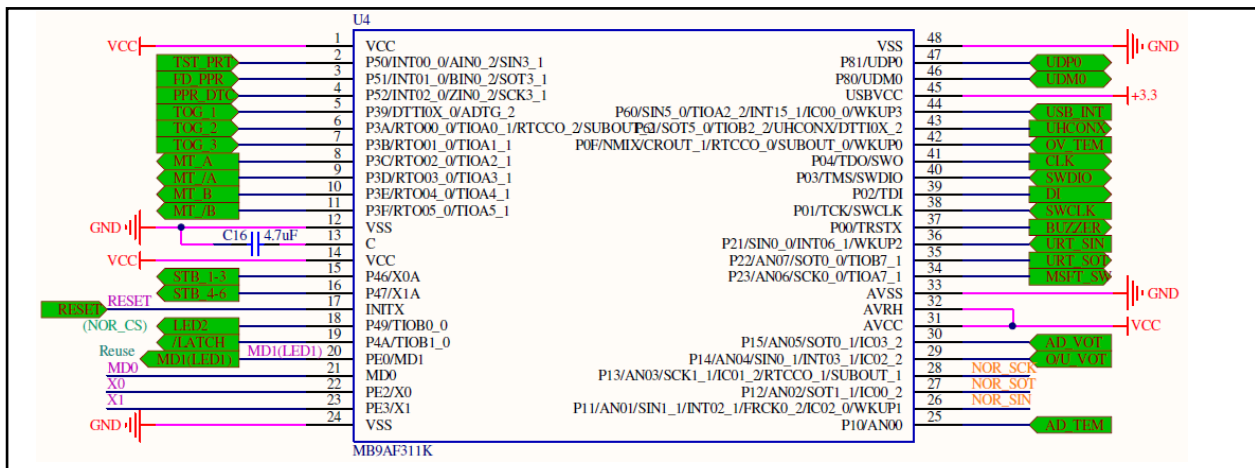 U4
VCC 1 VCC VSS 48 GND
TST_PRT 2 P50/INT00_0/AIN0_2/SIN3_1 P81/UDP0 47 UDP0
FD_PPR 3 P51/INT01_0/BIN0_2/SOT3_1 P80/UDM0 46 UDM0
PPR_DTC 4 P52/INT02_0/ZIN0_2/SCK3_1 USBVCC 45 +3.3
TOG_1 5 P39/DTTI0X_0/ADTG_2 P60/SIN5_0/TIOA2_2/INT15_1/IC00_0/WKUP3 44 USB_INT
TOG_2 6 P3A/RTO00_0/TIOA0_1/RTCCO_2/SUBOUT_2 P61/SOT5_0/TIOB2_2/UHCONX/DTTI0X_2 43 UHCONX
TOG_3 7 P3B/RTO01_0/TIOA1_1 P0F/NMIX/CROUT_1/RTCCO_0/SUBOUT_0/WKUP0 42 OV_TEM
MT_A 8 P3C/RTO02_0/TIOA2_1 P04/TDO/SWO 41 CLK
MT_/A 9 P3D/RTO03_0/TIOA3_1 P03/TMS/SWDIO 40 SWDIO
MT_B 10 P3E/RTO04_0/TIOA4_1 P02/TDI 39 DI
MT_/B 11 P3F/RTO05_0/TIOA5_1 P01/TCK/SWCLK 38 SWCLK
GND 12 VSS P00/TRSTX 37 BUZZER
C16 4.7uF 13 C P21/SIN0_0/INT06_1/WKUP2 36 URT_SIN
VCC 14 VCC P22/AN07/SOT0_0/TIOB7_1 35 URT_SOT
STB_1-3 15 P46/X0A P23/AN06/SCK0_0/TIOA7_1 34 MSFT_SW
STB_4-6 16 P47/X1A AVSS 33 GND
RESET RESET 17 INITX AVRH 32
(NOR_CS) LED2 18 P49/TIOB0_0 AVCC 31 VCC
/LATCH 19 P4A/TIOB1_0 P15/AN05/SOT0_1/IC03_2 30 AD_VOT
Reuse MD1(LED1) MD1(LED1) 20 PE0/MD1 P14/AN04/SIN0_1/INT03_1/IC02_2 29 O/U_VOT
MD0 21 MD0 P13/AN03/SCK1_1/IC01_2/RTCCO_1/SUBOUT_1 28 NOR_SCK
X0 22 PE2/X0 P12/AN02/SOT1_1/IC00_2 27 NOR_SOT
X1 23 PE3/X1 P11/AN01/SIN1_1/INT02_1/FRCK0_2/IC02_0/WKUP1 26 NOR_SIN
GND 24 VSS P10/AN00 25 AD_TEM
MB9AF311K